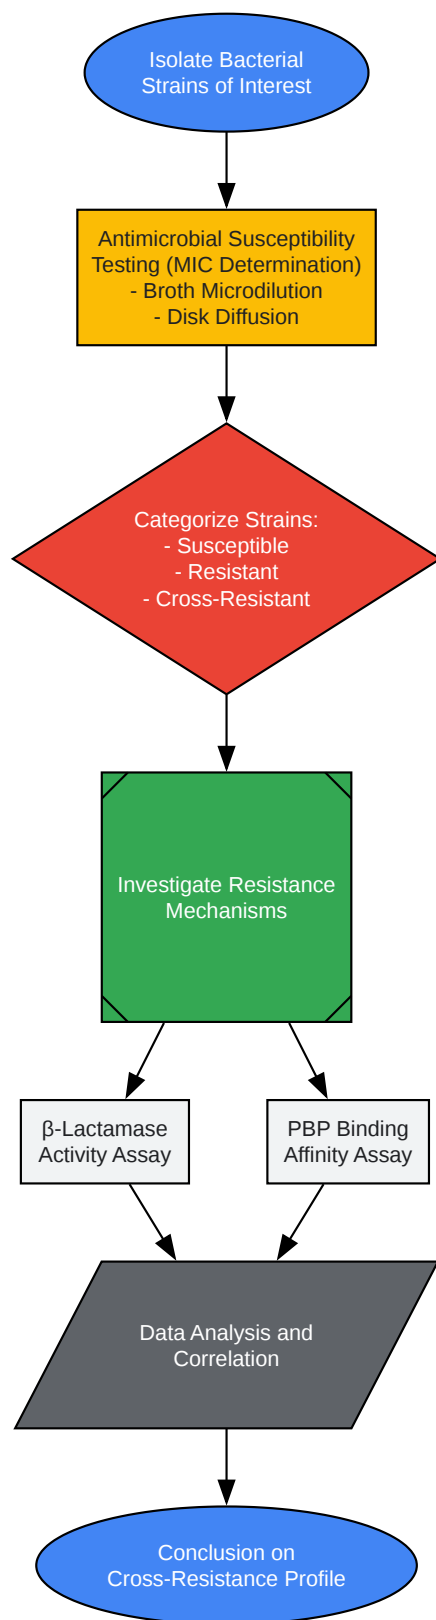 Isolate Bacterial
Strains of Interest
Antimicrobial Susceptibility
Testing (MIC Determination)
- Broth Microdilution
- Disk Diffusion
Categorize Strains:
- Susceptible
- Resistant
- Cross-Resistant
Investigate Resistance
Mechanisms
β-Lactamase
Activity Assay
PBP Binding
Affinity Assay
Data Analysis and
Correlation
Conclusion on
Cross-Resistance Profile